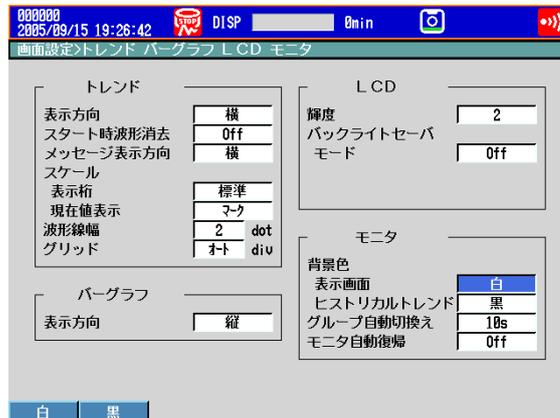 000000
2005/09/15 19:26:42 STOP DISP 0min
画面設定>トレンド バーグラフ LCD モニタ
トレンド
表示方向 横
スタート時波形消去 Off
メッセージ表示方向 横
スケール
表示桁 標準
現在値表示 マーク
波形線幅 2 dot
グリッド オート div
バーグラフ
表示方向 縦
LCD
輝度 2
バックライトセーバ
モード Off
モニタ
背景色
表示画面 白
ヒストリカルトレンド 黒
グループ自動切換え 10s
モニタ自動復帰 Off
白 黒